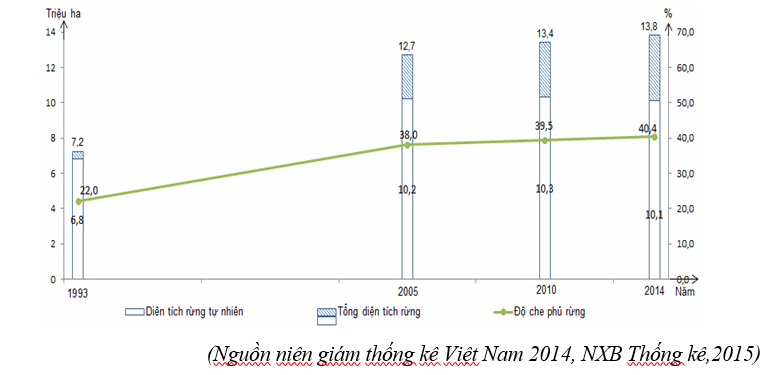 Triệu ha %
14 13,8 70,0
13,4
12,7
12 60,0
10 50,0
8 38,0 39,5 40,4 40,0
7,2
6 30,0
22,0
4 6,8 10,2 10,3 10,1 20,0
2 10,0
0 0,0
1993 2005 2010 2014 Năm
Diên tích rừng tự nhiên Tổng diện tích rừng Độ che phủ rừng
(Nguồn niên giám thống kê Việt Nam 2014, NXB Thống kê,2015)